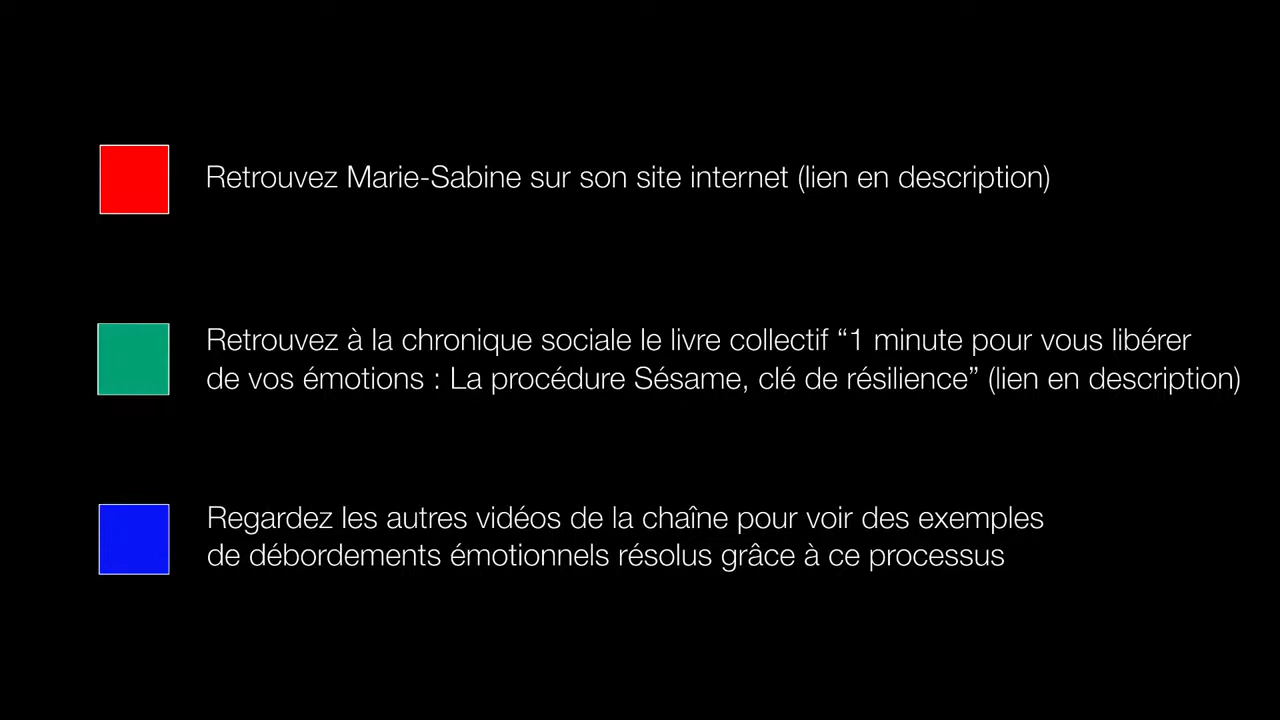 Retrouvez Marie-Sabine sur son site internet (lien en description)
Retrouvez à la chronique sociale le livre collectif “1 minute pour vous libérer
de vos émotions : La procédure Sésame, clé de résilience” (lien en description)
Regardez les autres vidéos de la chaîne pour voir des exemples
de débordements émotionnels résolus grâce à ce processus